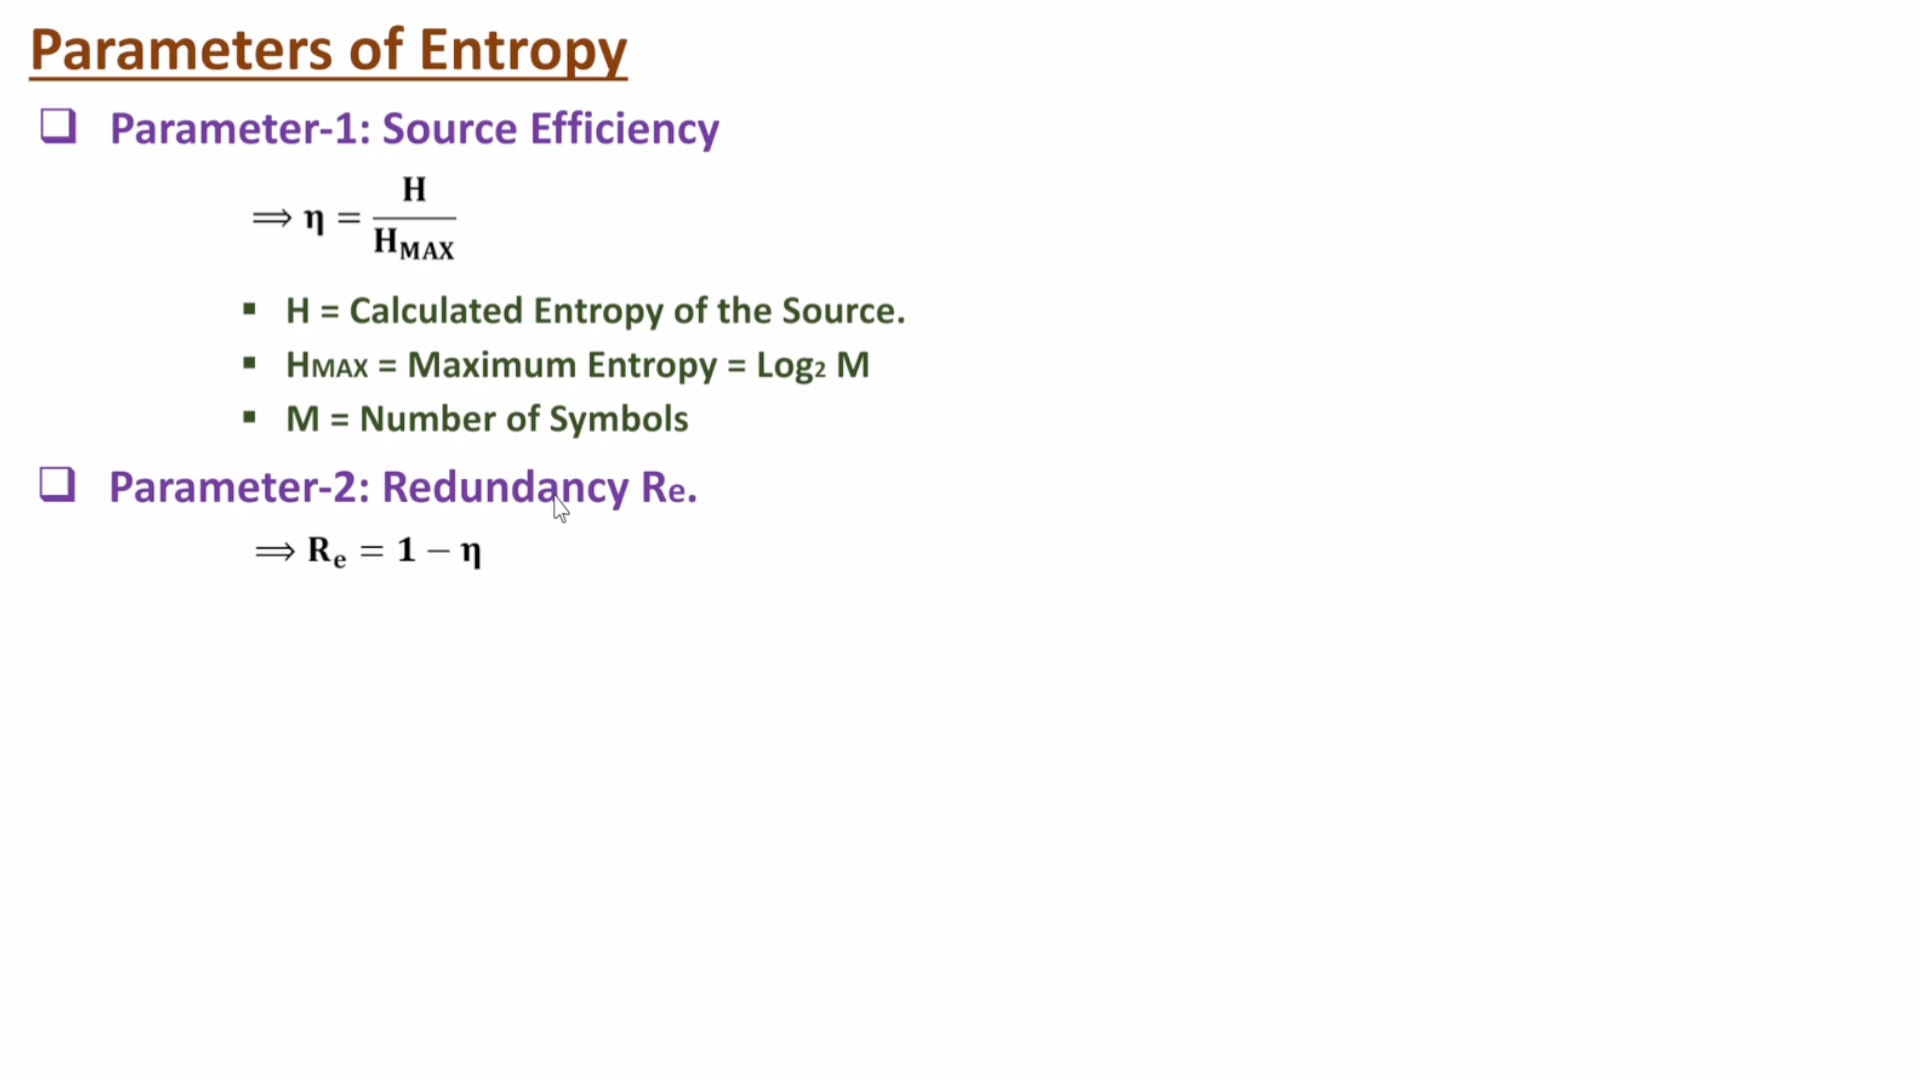 Parameters of Entropy
❑ Parameter-1: Source Efficiency
⟹ η = H / H_MAX
▪ H = Calculated Entropy of the Source.
▪ HMAX = Maximum Entropy = Log₂ M
▪ M = Number of Symbols
❑ Parameter-2: Redundancy Re.
⟹ Rₑ = 1 − η